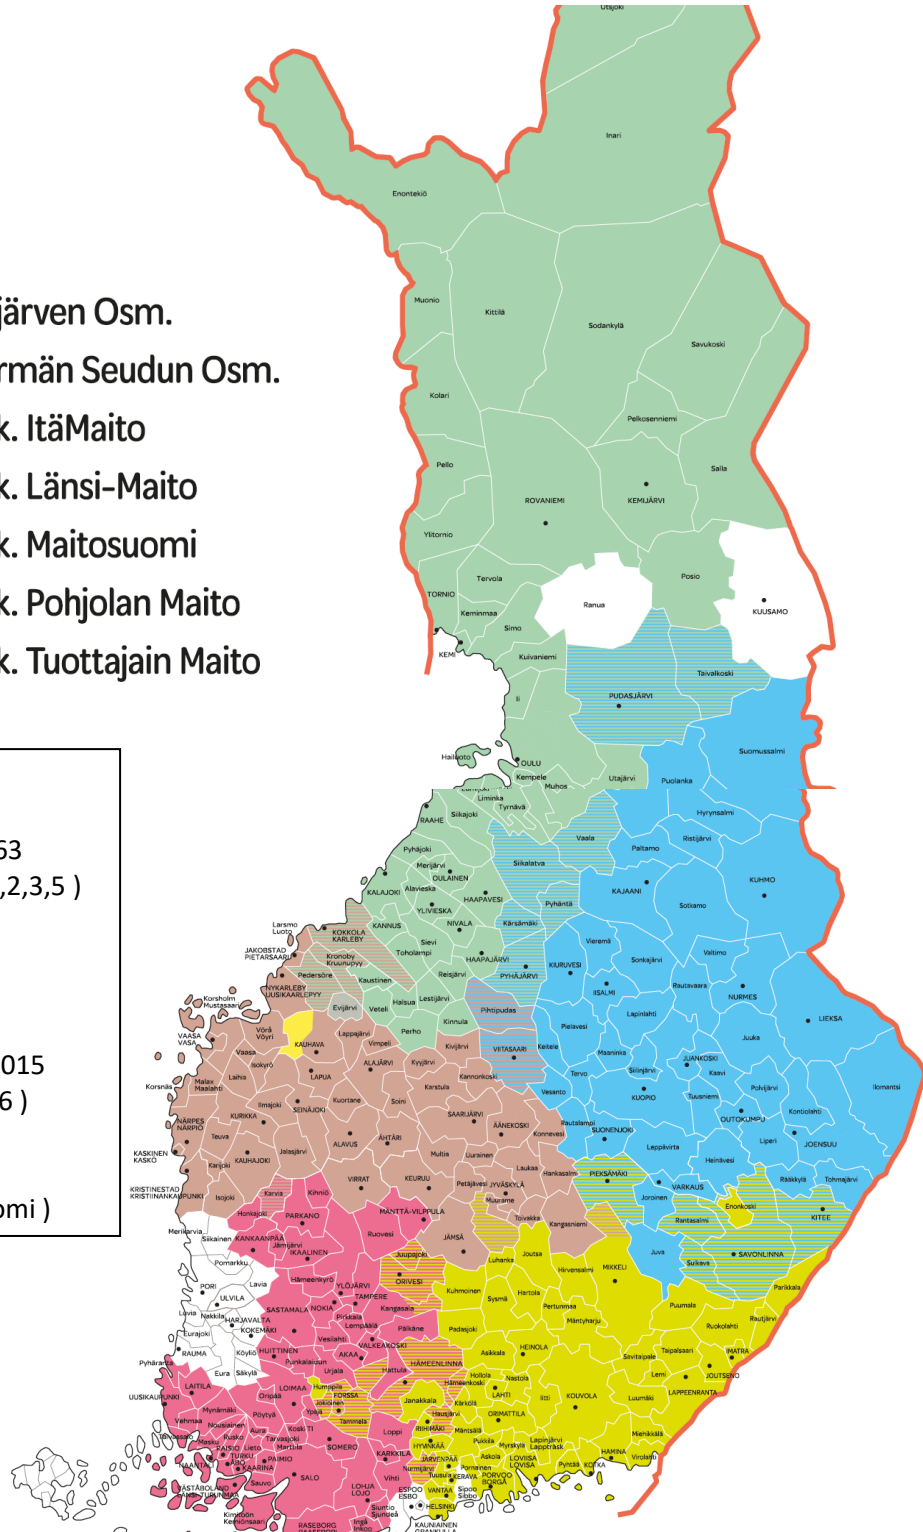 Utsjoki
Inari
Enontekiö
Muonio
Kittilä
järven Osm.
Sodankylä
Savukoski
rmän Seudun Osm.
Kolari
Pelkosenniemi
k. ItäMaito
Pello
Salla
k. Länsi-Maito
ROVANIEMI
KEMIJÄRVI
Ylitornio
k. Maitosuomi
Tervola
Posio
TORNIO
Ranua
k. Pohjolan Maito
Keminmaa
KUUSAMO
Simo
KEMI
Kuivaniemi
k. Tuottajain Maito
Taivalkoski
Ii
PUDASJÄRVI
Suomussalmi
Hailuoto
OULU
Kempele
Utajärvi
Puolanka
Muhos
Liminka
Tyrnävä
RAAHE
Siikajoki
Hyrynsalmi
Vaala
Ristijärvi
63
Pyhäjoki
Paltamo
Merijärvi
Siikalatva
OULAINEN
,2,3,5 )
KALAJOKI
Alavieska
HAAPAVESI
KAJAANI
KUHMO
YLIVIESKA
Pyhäntä
Sotkamo
Larsmo
Luoto
KANNUS
NIVALA
Kärsämäki
KOKKOLA
KARLEBY
Sievi
Vieremä
JAKOBSTAD
PIETARSAARI
Kronoby
Kruunupyy
Toholampi
HAAPAJÄRVI
Sonkajärvi
Valtimo
Pedersöre
Kaustinen
Reisjärvi
PYHÄJÄRVI
KIURUVESI
NYKARLEBY
UUSIKAARLEPYY
IISALMI
Rautavaara
NURMES
Korsholm
Mustasaari
Evijärvi
Veteli
Halsua
Lestijärvi
Pihtipudas
Lapinlahti
LIEKSA
Vörå
Vöyri
Perho
Kinnula
Pielavesi
VAASA
VASA
KAUHAVA
Lappajärvi
Vimpeli
Kivijärvi
VIITASAARI
Keitele
Maaninka
Juuka
Vaasa
Isokyrö
ALAJÄRVI
Kyyjärvi
JUANKOSKI
015
Laihia
LAPUA
Kannonkoski
Tervo
Siilinjärvi
Kaavi
Malax
Maalahti
Karstula
Vesanto
KUOPIO
Tuusniemi
Polvijärvi
Ilomantsi
Korsnäs
Ilmajoki
SEINÄJOKI
Kuortane
Soini
6 )
KURIKKA
SAARIJÄRVI
Kontiolahti
NÄRPES
NÄRPIÖ
ÄÄNEKOSKI
Rautalampi
SUONENJOKI
OUTOKUMPU
Teuva
ALAVUS
ÄHTÄRI
Konnevesi
Liperi
JOENSUU
KASKINEN
KASKÖ
Jalasjärvi
Multia
Uurainen
Leppävirta
Karijoki
KAUHAJOKI
Laukaa
Hankasalmi
Heinävesi
PIEKSÄMÄKI
Rääkkylä
Tohmajärvi
KRISTINESTAD
KRISTIINANKAUPUNKI
Isojoki
Karvia
Kihniö
VIRRAT
KEURUU
Petäjävesi
JYVÄSKYLÄ
VARKAUS
Muurame
Joroinen
Enonkoski
omi )
Honkajoki
PARKANO
MÄNTTÄ-VILPPULA
Toivakka
Kangasniemi
Rantasalmi
KITEE
Merikarvia
Siikainen
KANKAANPÄÄ
Ruovesi
JÄMSÄ
Jämijärvi
IKAALINEN
Joutsa
Juva
SAVONLINNA
Pomarkku
Juupajoki
Luhanka
Hirvensalmi
MIKKELI
Sulkava
PORI
Lavia
Hämeenkyrö
YLÖJÄRVI
ORIVESI
Kuhmoinen
Sysmä
Hartola
Parikkala
ULVILA
TAMPERE
Pertunmaa
Puumala
Luvia
Nakkila
HARJAVALTA
SASTAMALA
NOKIA
Pirkkala
Kangasala
Mäntyharju
Rautjärvi
Eurajoki
KOKEMÄKI
Lempäälä
Pälkäne
Padasjoki
Ruokolahti
RAUMA
Vesilahti
VALKEAKOSKI
Köyliö
HUITTINEN
AKAA
Asikkala
HEINOLA
Taipalsaari
IMATRA
Pyhäranta
Punkalaidun
Urjala
HÄMEENLINNA
Savitaipale
Eura
Säkylä
Hattula
Hollola
Nastola
Lemi
JOUTSENO
UUSIKAUPUNKI
LAITILA
LOIMAA
Humppila
Hämeenkoski
LAHTI
Iitti
KOUVOLA
LAPPEENRANTA
Oripää
FORSSA
Jokioinen
Janakkala
Kärkölä
Luumäki
Mynämäki
Pöytyä
Ypäjä
Hausjärvi
ORIMATTILA
Vehmaa
Nousiainen
Tammela
Taivassalo
Aura
Koski Tl
Loppi
RIIHIMÄKI
Mäntsälä
Miehikkälä
Masku
Rusko
Tarvasjoki
Marttila
Pukkila
Myrskylä
Lapinjärvi
Lappträsk
RAISIO
Lieto
SOMERO
HYVINKÄÄ
HAMINA
Virolahti
NAANTALI
TURKU
ÅBO
PAIMIO
KARKKILA
JÄRVENPÄÄ
Askola
LOVIISA
LOVISA
Pyhtää
KOTKA
KAARINA
Nurmijärvi
Pornainen
SALO
Vihti
Tuusula
KERAVA
PORVOO
BORGÅ
VÄSTÅBOLAND
LÄNSI-TURUNMAA
Sauvo
LOHJA
LOJO
ESPOO
ESBO
VANTAA
Sipoo
Sibbo
Kimitoön
Kemiönsaari
Siuntio
Sjundeå
HELSINKI
RASEBORG
Ingå
Inkoo
KAUNIAINEN